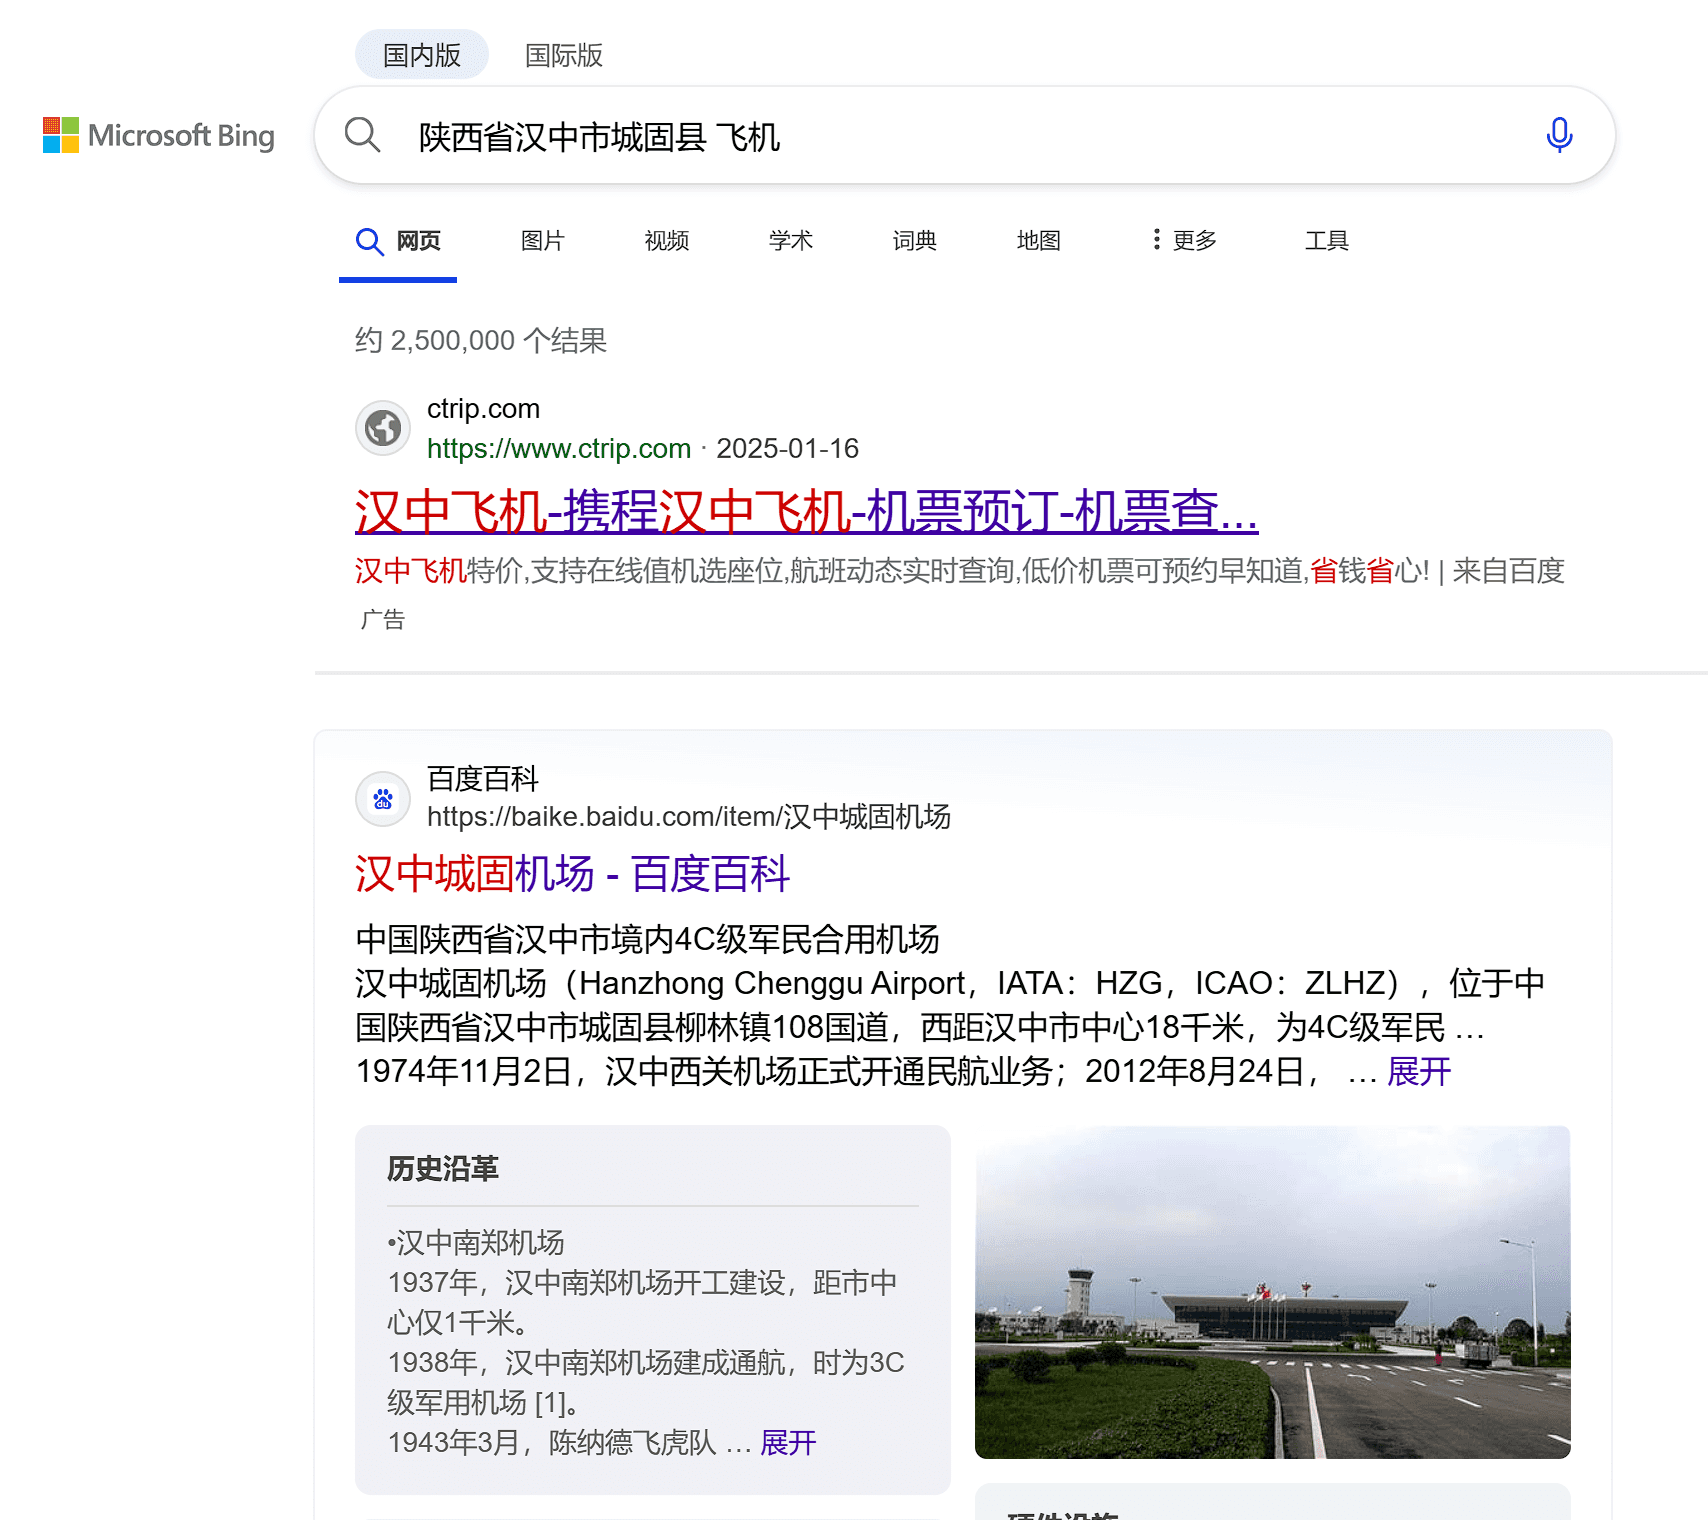 国内版 国际版
Microsoft Bing
陕西省汉中市城固县 飞机
网页 图片 视频 学术 词典 地图 更多 工具
约 2,500,000 个结果
ctrip.com
https://www.ctrip.com · 2025-01-16
汉中飞机-携程汉中飞机-机票预订-机票查...
汉中飞机特价,支持在线值机选座位,航班动态实时查询,低价机票可预约早知道,省钱省心! | 来自百度
广告
百度百科
https://baike.baidu.com/item/汉中城固机场
汉中城固机场 - 百度百科
中国陕西省汉中市境内4C级军民合用机场
汉中城固机场（Hanzhong Chenggu Airport，IATA：HZG，ICAO：ZLHZ），位于中
国陕西省汉中市城固县柳林镇108国道，西距汉中市中心18千米，为4C级军民 …
1974年11月2日，汉中西关机场正式开通民航业务；2012年8月24日， … 展开
历史沿革
•汉中南郑机场
1937年，汉中南郑机场开工建设，距市中
心仅1千米。
1938年，汉中南郑机场建成通航，时为3C
级军用机场 [1]。
1943年3月，陈纳德飞虎队 … 展开
硬件设施